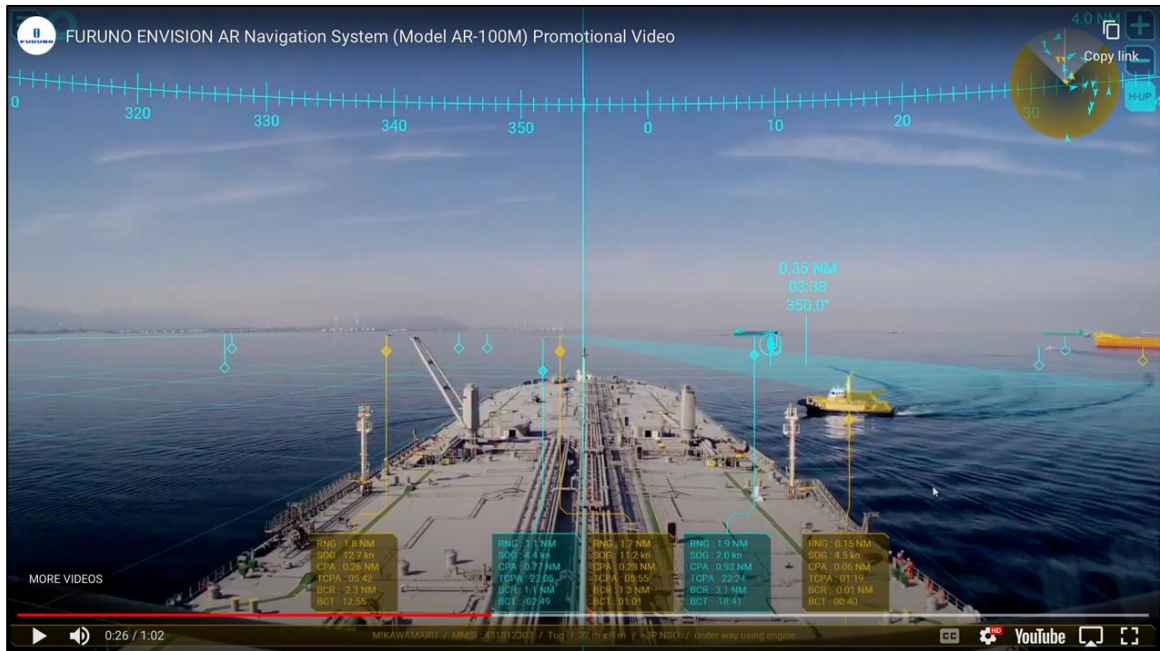 FURUNO
FURUNO ENVISION AR Navigation System (Model AR-100M) Promotional Video
4.0 NM
Copy link
H-UP
0
320
330
340
350
0
10
20
30
0.35 NM
03.38
350.0°
RNG : 1.8 NM
SOG : 12.7 kn
CPA : 0.26 NM
TCPA : 05:42
BCR : -2.3 NM
BCT : 12:55
RNG : 1.1 NM
SOG : 4.4 kn
CPA : 0.77 NM
TCPA : 22:05
BCR : 1.1 NM
BCT : -02:49
RNG : 1.7 NM
SOG : 11.2 kn
CPA : 0.28 NM
TCPA : 05:55
BCR : 1.3 NM
BCT : 01:01
RNG : 1.9 NM
SOG : 2.0 kn
CPA : 0.92 NM
TCPA : 22:24
BCR : 3.1 NM
BCT : -18:41
RNG : 0.15 NM
SOG : 4.5 kn
CPA : 0.06 NM
TCPA : 01:19
BCR : 0.01 NM
BCT : 00:40
MORE VIDEOS
0:26 / 1:02
MIKAWAMARU / MMSI : 431012303 / Tug / 32 m x 9 m / >JP NGO / under way using engine
CC
HD
YouTube